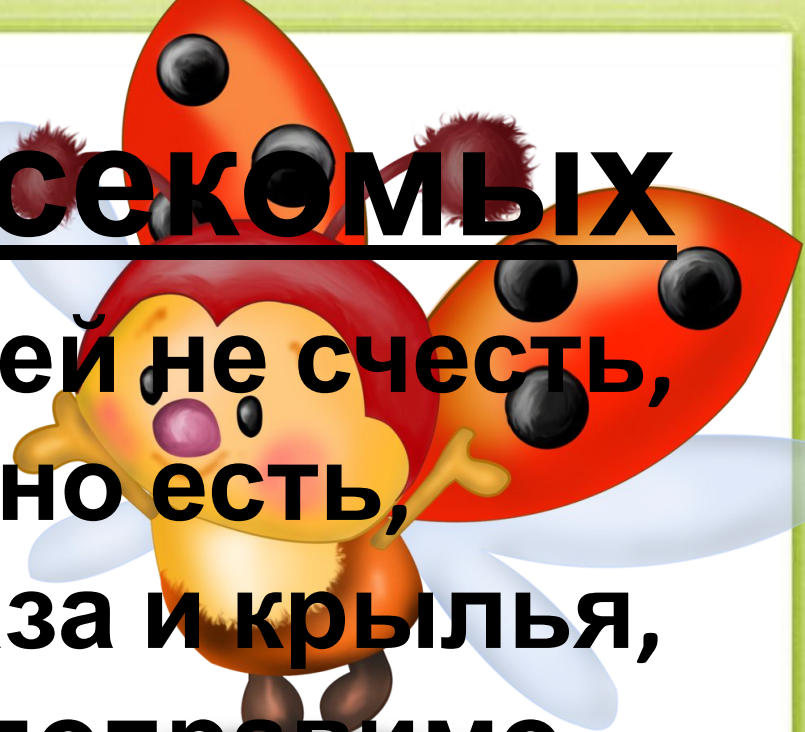 секомых
ей не счесть,
но есть,
за и крылья,